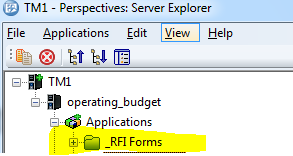 TM1 - Perspectives: Server Explorer
File Applications Edit View Help
TM1
operating_budget
Applications
_RFI Forms